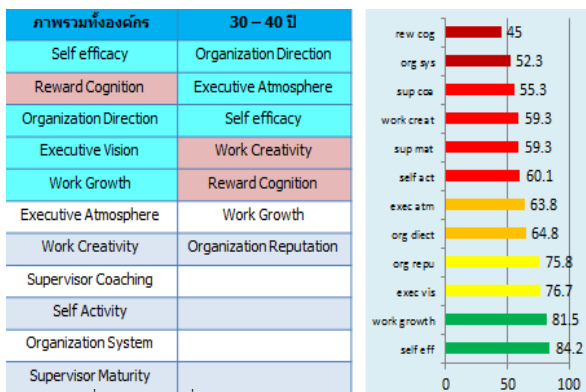 ภาพรวมทั้งองค์กร 30 – 40 ปี
Self efficacy Organization Direction
Reward Cognition Executive Atmosphere
Organization Direction Self efficacy
Executive Vision Work Creativity
Work Growth Reward Cognition
Executive Atmosphere Work Growth
Work Creativity Organization Reputation
Supervisor Coaching
Self Activity
Organization System
Supervisor Maturity
rew cog 45
org sys 52.3
sup coa 55.3
work creat 59.3
sup mat 59.3
self act 60.1
exec atm 63.8
org diect 64.8
org repu 75.8
exec vis 76.7
work growth 81.5
self eff 84.2
0 50 100